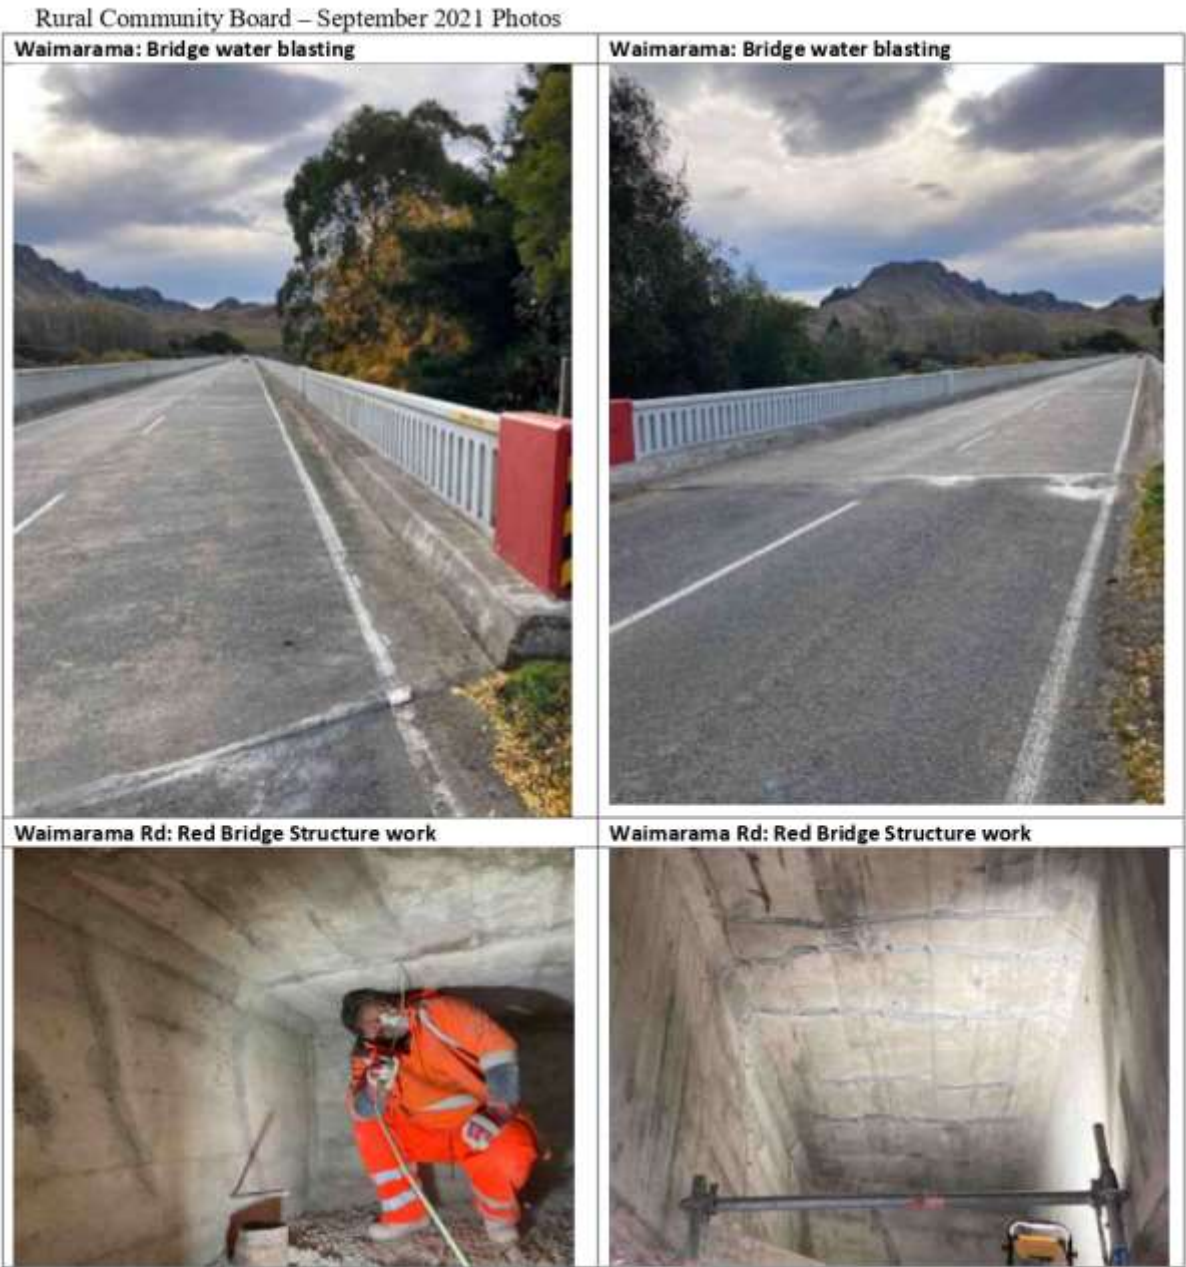 Rural Community Board – September 2021 Photos
Waimarama: Bridge water blasting
Waimarama: Bridge water blasting
Waimarama Rd: Red Bridge Structure work
Waimarama Rd: Red Bridge Structure work